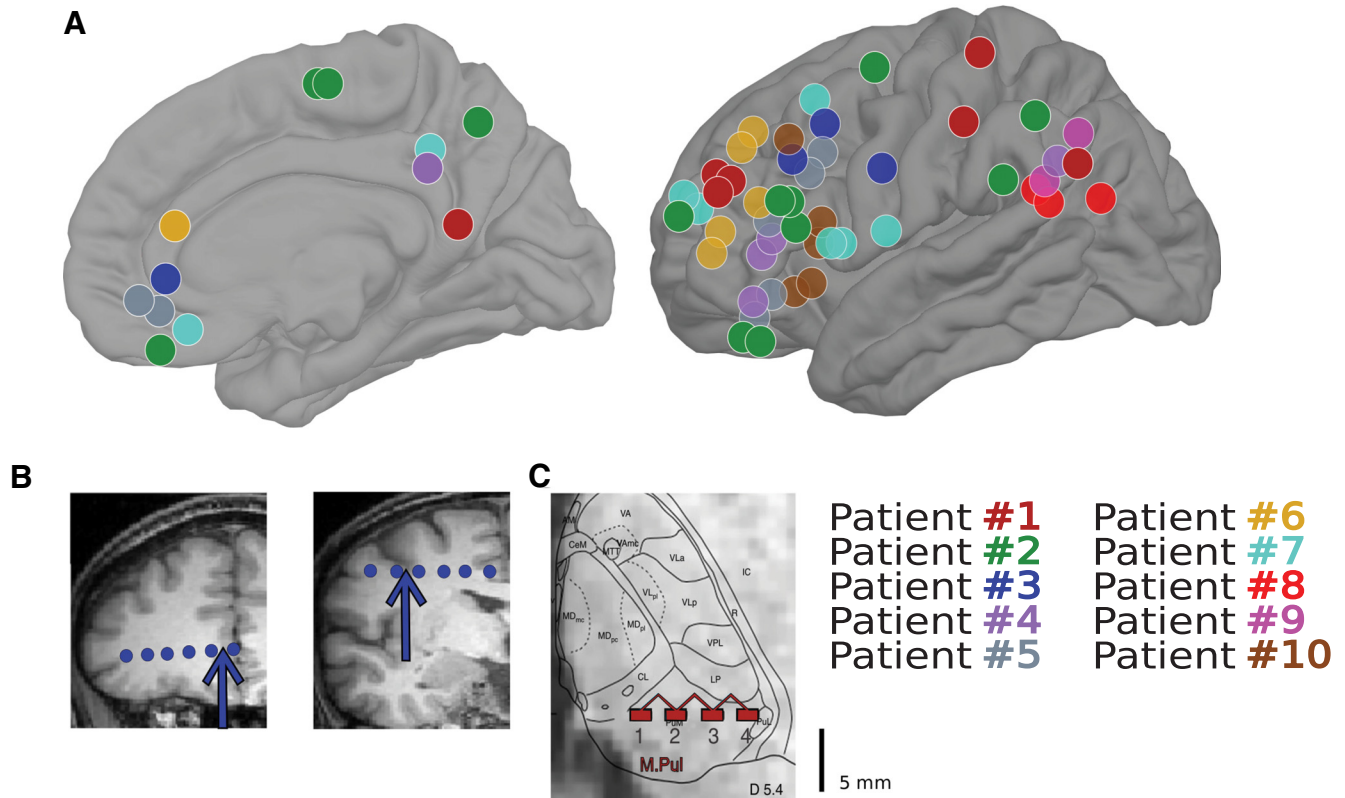 A
B
C
AM
VA
CeM
MTT
VAmc
VLa
IC
VLpl
VLp
R
MDmc
MDpc
MDpl
VPL
CL
LP
PuM
PuL
1 2 3 4
M.Pul
D 5.4
5 mm
Patient #1
Patient #2
Patient #3
Patient #4
Patient #5
Patient #6
Patient #7
Patient #8
Patient #9
Patient #10